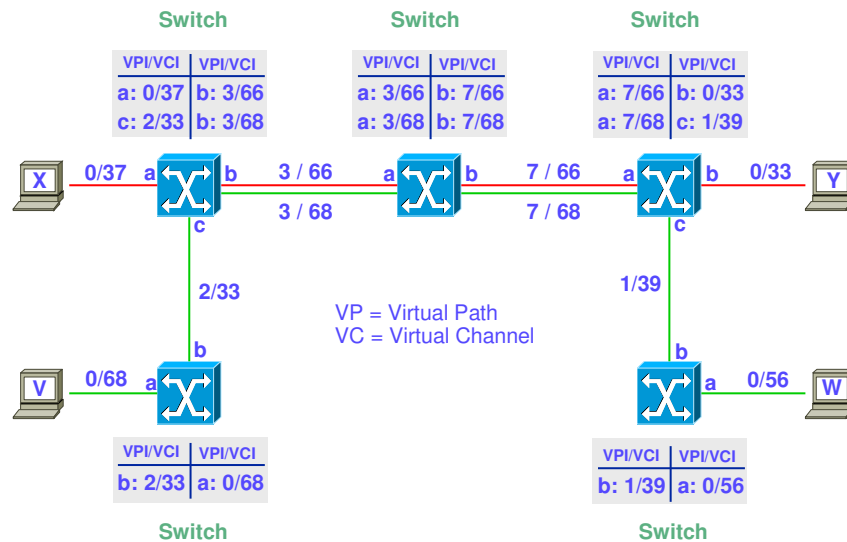 Switch Switch Switch
VPI/VCI VPI/VCI VPI/VCI VPI/VCI VPI/VCI VPI/VCI
a: 0/37 b: 3/66 a: 3/66 b: 7/66 a: 7/66 b: 0/33
c: 2/33 b: 3/68 a: 3/68 b: 7/68 a: 7/68 c: 1/39
X 0/37 a b 3 / 66 a b 7 / 66 a b 0/33 Y
3 / 68 7 / 68
c c
2/33 1/39
VP = Virtual Path
VC = Virtual Channel
b b
V 0/68 a a 0/56 W
VPI/VCI VPI/VCI VPI/VCI VPI/VCI
b: 2/33 a: 0/68 b: 1/39 a: 0/56
Switch Switch